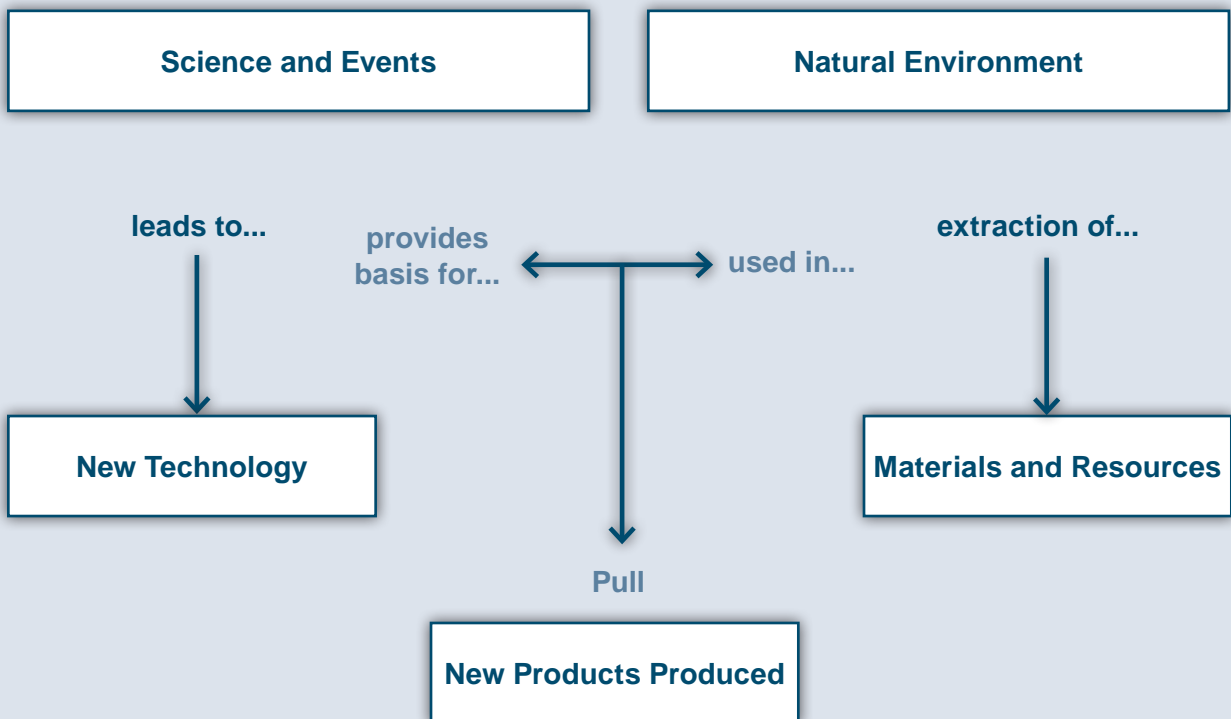 Science and Events
Natural Environment
leads to...
provides
basis for...
used in...
extraction of...
New Technology
Materials and Resources
Pull
New Products Produced